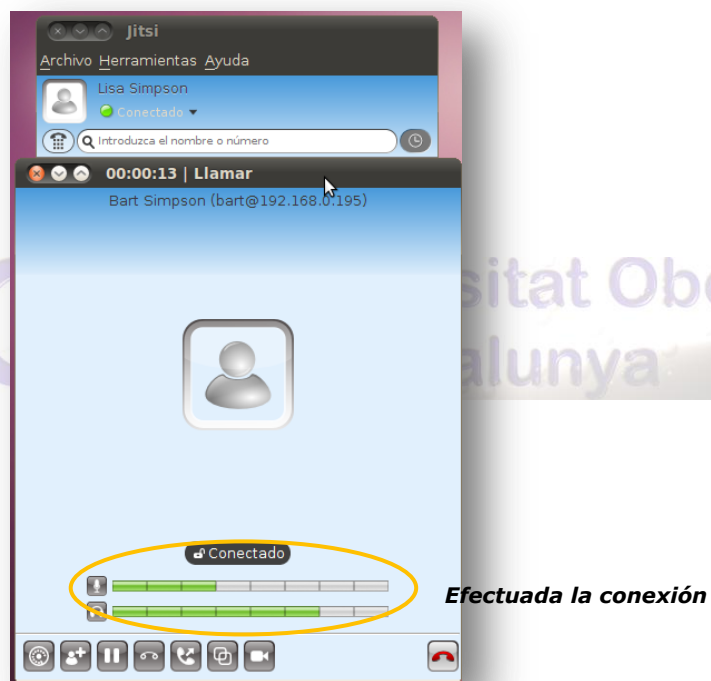 Jitsi
Archivo Herramientas Ayuda
Lisa Simpson
Conectado
Introduzca el nombre o número
00:00:13 | Llamar
Bart Simpson (bart@192.168.0.195)
sitat Obe
alunya
Conectado
Efectuada la conexión